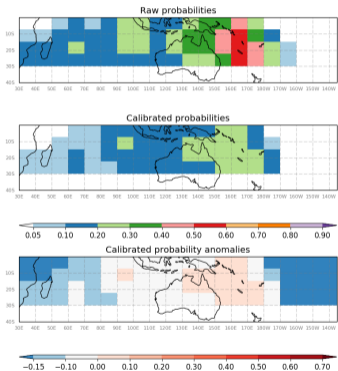 Raw probabilities
10S
20S
30S
40S
30E 40E 50E 60E 70E 80E 90E 100E 110E 120E 130E 140E 150E 160E 170E 180W 170W 160W 150W 140W
Calibrated probabilities
10S
20S
30S
40S
30E 40E 50E 60E 70E 80E 90E 100E 110E 120E 130E 140E 150E 160E 170E 180W 170W 160W 150W 140W
0.05 0.10 0.20 0.30 0.40 0.50 0.60 0.70 0.80 0.90
Calibrated probability anomalies
10S
20S
30S
40S
30E 40E 50E 60E 70E 80E 90E 100E 110E 120E 130E 140E 150E 160E 170E 180W 170W 160W 150W 140W
−0.15 −0.10 0.00 0.10 0.20 0.30 0.40 0.50 0.60 0.70